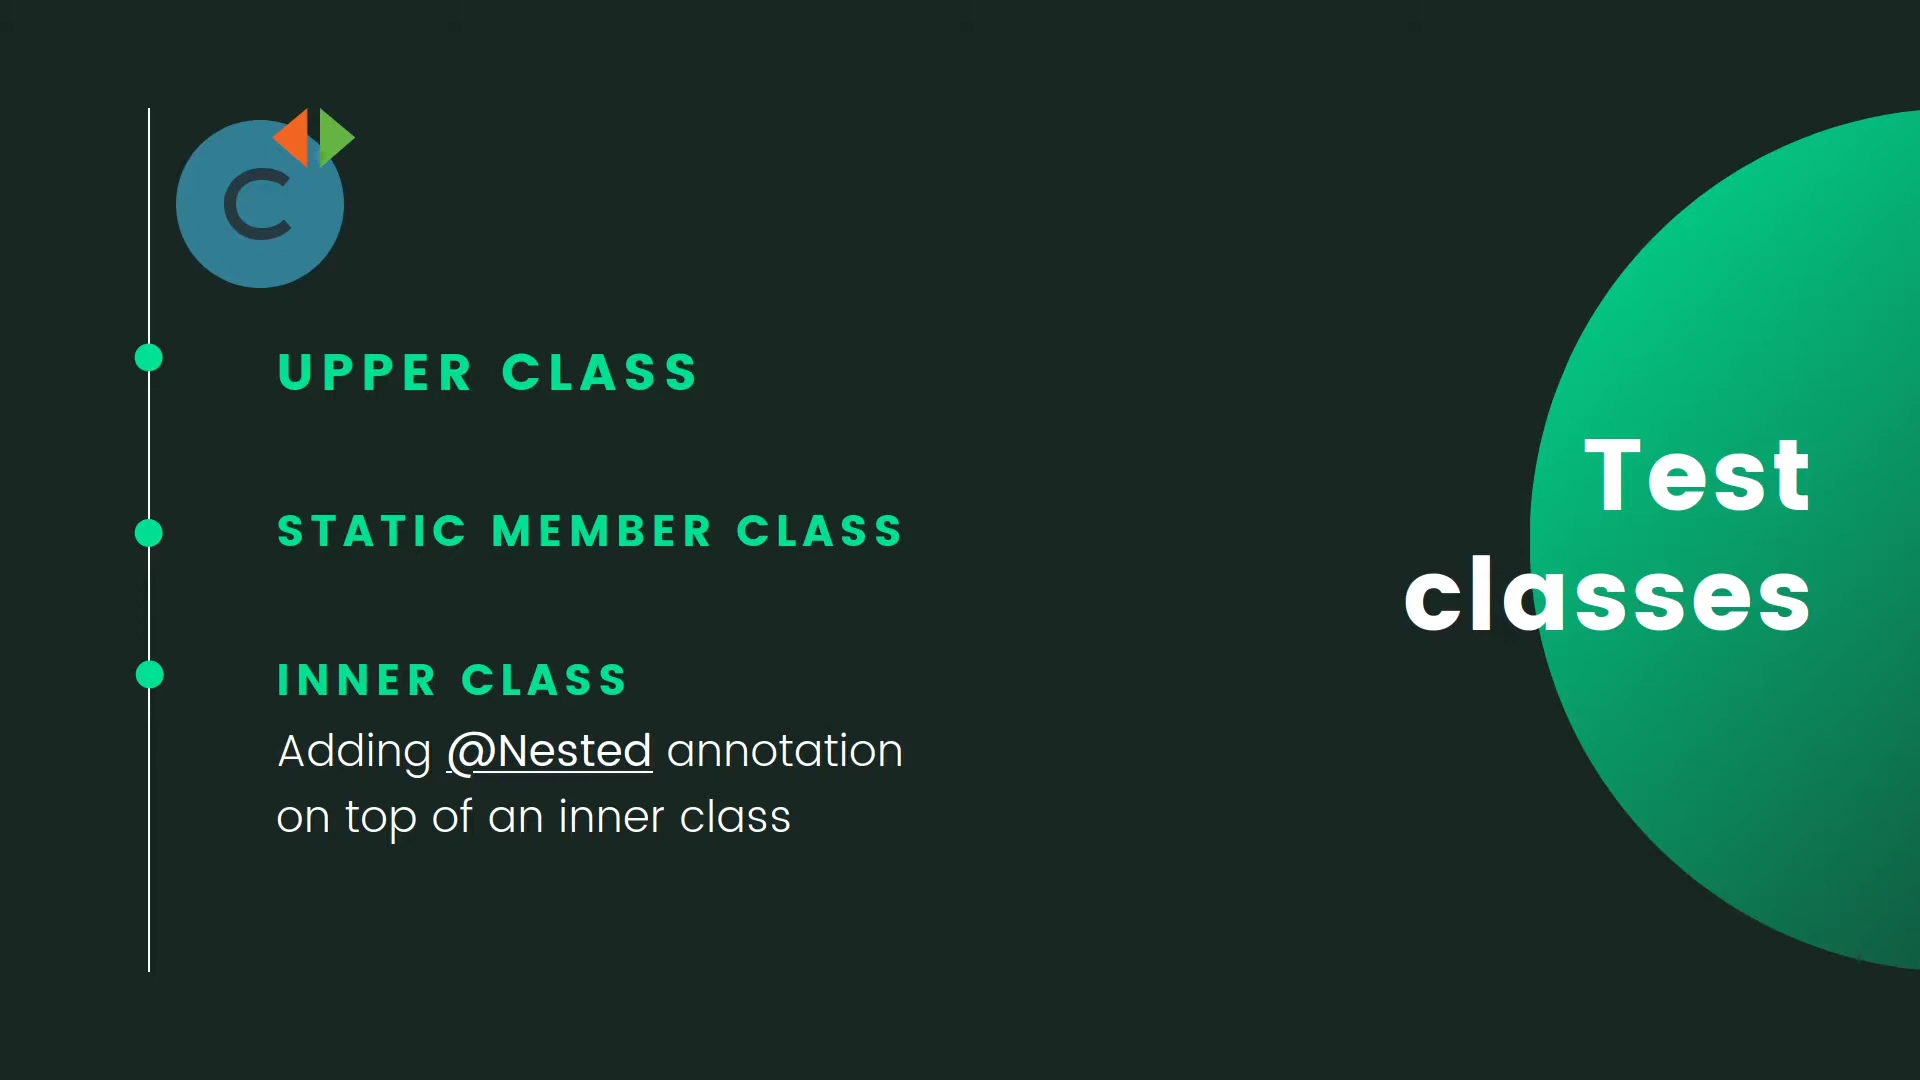 C
UPPER CLASS
STATIC MEMBER CLASS
INNER CLASS
Adding @Nested annotation
on top of an inner class
Test
classes